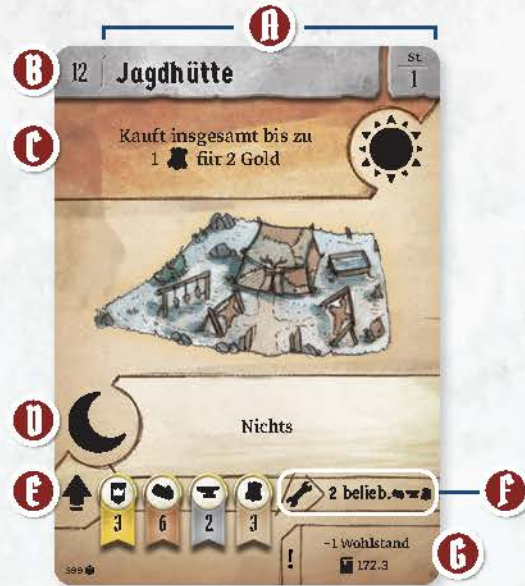 A
B
12 Jagdhütte
St.
1
C
Kauft insgesamt bis zu
1 für 2 Gold
D
Nichts
E
3 6 2 3
2 belieb.
F
!
-1 Wohlstand
172.3
G
599